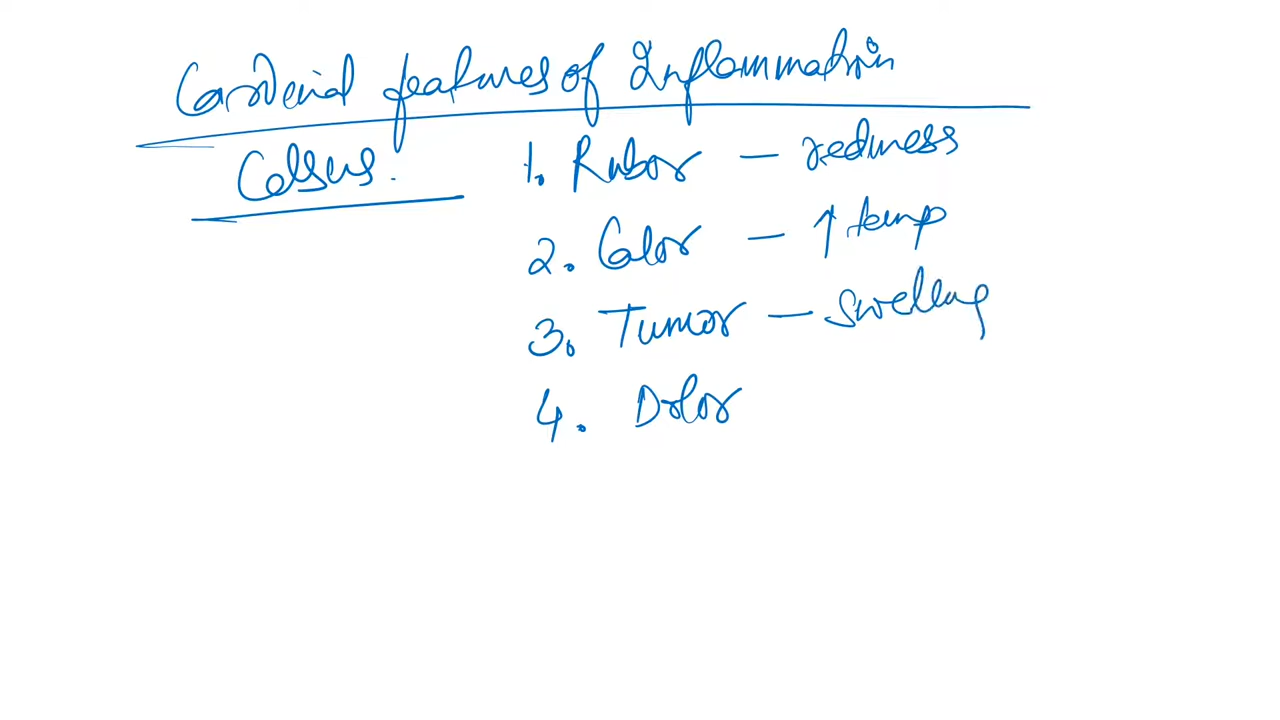 Cardinal features of Inflammation
Celsus.
1. Rubor — redness
2. Calor — ↑ temp
3. Tumor — swelling
4. Dolor